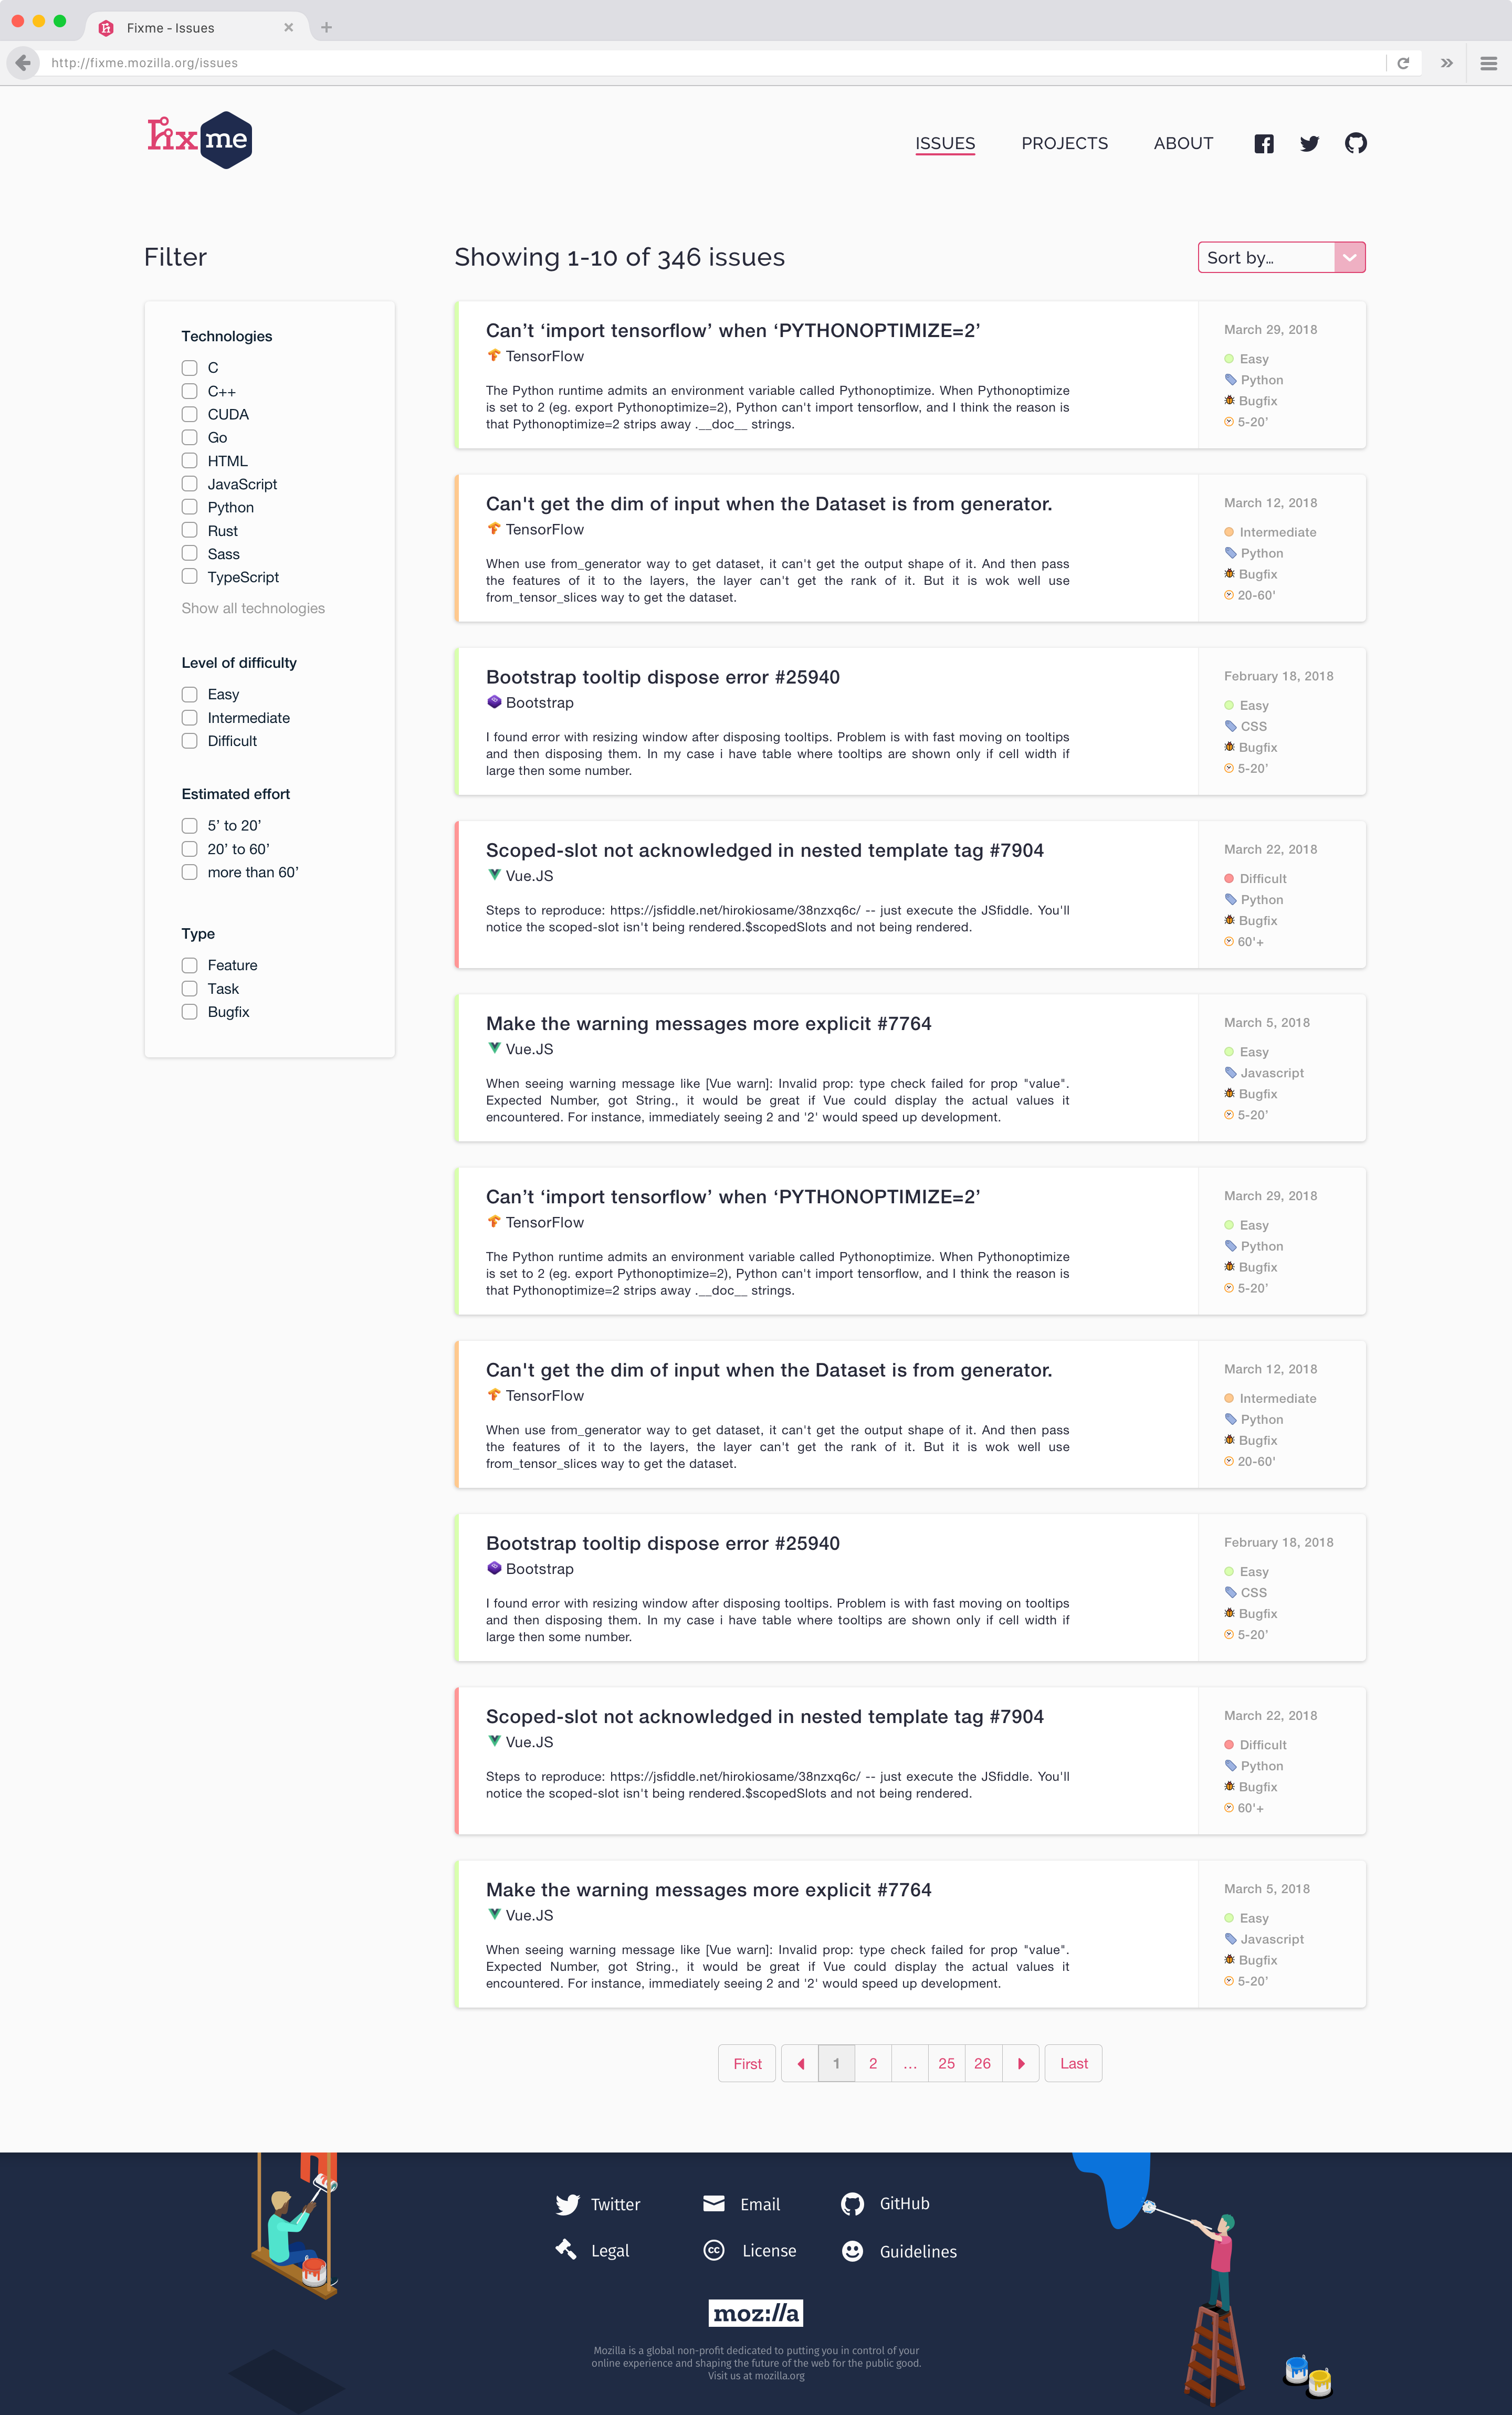 Fixme - Issues
http://fixme.mozilla.org/issues
fixme
ISSUES
PROJECTS
ABOUT
Filter
Showing 1-10 of 346 issues
Sort by...
Technologies
C
C++
CUDA
Go
HTML
JavaScript
Python
Rust
Sass
TypeScript
Show all technologies
Level of difficulty
Easy
Intermediate
Difficult
Estimated effort
5’ to 20’
20’ to 60’
more than 60’
Type
Feature
Task
Bugfix
Can’t ‘import tensorflow’ when ‘PYTHONOPTIMIZE=2’
TensorFlow
The Python runtime admits an environment variable called Pythonoptimize. When Pythonoptimize
is set to 2 (eg. export Pythonoptimize=2), Python can't import tensorflow, and I think the reason is
that Pythonoptimize=2 strips away .__doc__ strings.
March 29, 2018
Easy
Python
Bugfix
5-20’
Can't get the dim of input when the Dataset is from generator.
TensorFlow
When use from_generator way to get dataset, it can't get the output shape of it. And then pass
the features of it to the layers, the layer can't get the rank of it. But it is wok well use
from_tensor_slices way to get the dataset.
March 12, 2018
Intermediate
Python
Bugfix
20-60'
Bootstrap tooltip dispose error #25940
Bootstrap
I found error with resizing window after disposing tooltips. Problem is with fast moving on tooltips
and then disposing them. In my case i have table where tooltips are shown only if cell width if
large then some number.
February 18, 2018
Easy
CSS
Bugfix
5-20’
Scoped-slot not acknowledged in nested template tag #7904
Vue.JS
Steps to reproduce: https://jsfiddle.net/hirokiosame/38nzxq6c/ -- just execute the JSfiddle. You'll
notice the scoped-slot isn't being rendered.$scopedSlots and not being rendered.
March 22, 2018
Difficult
Python
Bugfix
60'+
Make the warning messages more explicit #7764
Vue.JS
When seeing warning message like [Vue warn]: Invalid prop: type check failed for prop "value".
Expected Number, got String., it would be great if Vue could display the actual values it
encountered. For instance, immediately seeing 2 and '2' would speed up development.
March 5, 2018
Easy
Javascript
Bugfix
5-20’
Can’t ‘import tensorflow’ when ‘PYTHONOPTIMIZE=2’
TensorFlow
The Python runtime admits an environment variable called Pythonoptimize. When Pythonoptimize
is set to 2 (eg. export Pythonoptimize=2), Python can't import tensorflow, and I think the reason is
that Pythonoptimize=2 strips away .__doc__ strings.
March 29, 2018
Easy
Python
Bugfix
5-20’
Can't get the dim of input when the Dataset is from generator.
TensorFlow
When use from_generator way to get dataset, it can't get the output shape of it. And then pass
the features of it to the layers, the layer can't get the rank of it. But it is wok well use
from_tensor_slices way to get the dataset.
March 12, 2018
Intermediate
Python
Bugfix
20-60'
Bootstrap tooltip dispose error #25940
Bootstrap
I found error with resizing window after disposing tooltips. Problem is with fast moving on tooltips
and then disposing them. In my case i have table where tooltips are shown only if cell width if
large then some number.
February 18, 2018
Easy
CSS
Bugfix
5-20’
Scoped-slot not acknowledged in nested template tag #7904
Vue.JS
Steps to reproduce: https://jsfiddle.net/hirokiosame/38nzxq6c/ -- just execute the JSfiddle. You'll
notice the scoped-slot isn't being rendered.$scopedSlots and not being rendered.
March 22, 2018
Difficult
Python
Bugfix
60'+
Make the warning messages more explicit #7764
Vue.JS
When seeing warning message like [Vue warn]: Invalid prop: type check failed for prop "value".
Expected Number, got String., it would be great if Vue could display the actual values it
encountered. For instance, immediately seeing 2 and '2' would speed up development.
March 5, 2018
Easy
Javascript
Bugfix
5-20’
First 1 2 ... 25 26 Last
Twitter
Email
GitHub
Legal
License
Guidelines
moz://a
Mozilla is a global non-profit dedicated to putting you in control of your
online experience and shaping the future of the web for the public good.
Visit us at mozilla.org